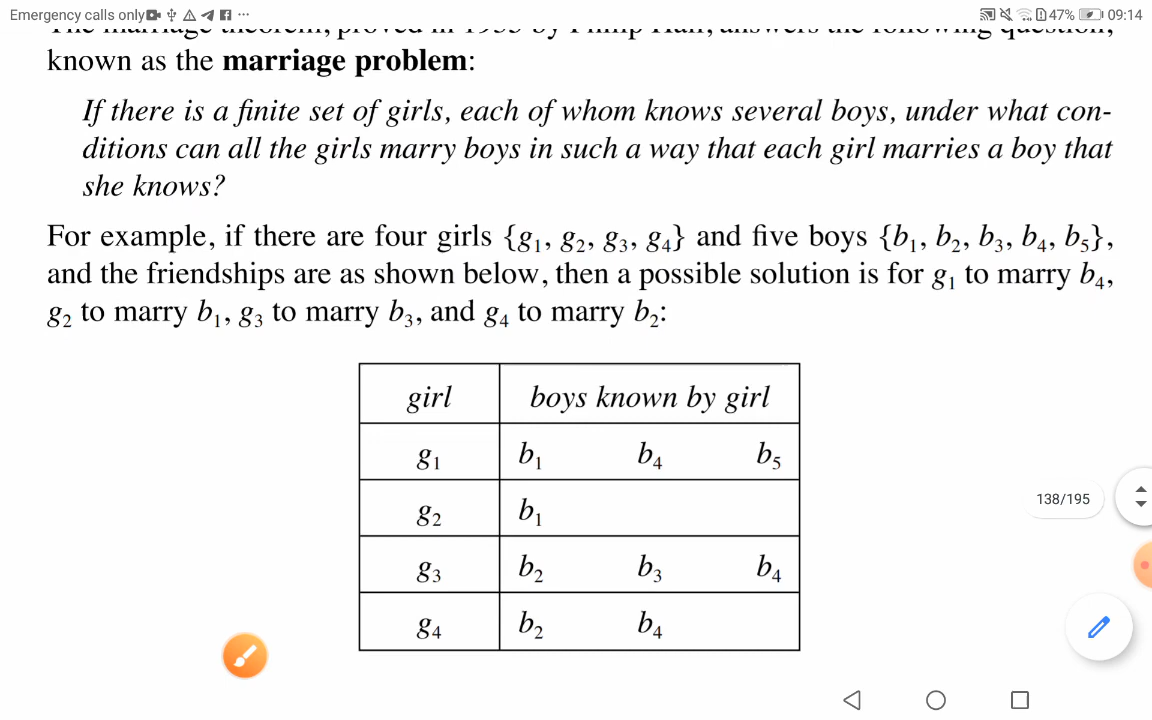 Emergency calls only
47% 09:14
known as the marriage problem:
If there is a finite set of girls, each of whom knows several boys, under what con-
ditions can all the girls marry boys in such a way that each girl marries a boy that
she knows?
For example, if there are four girls {g₁, g₂, g₃, g₄} and five boys {b₁, b₂, b₃, b₄, b₅},
and the friendships are as shown below, then a possible solution is for g₁ to marry b₄,
g₂ to marry b₁, g₃ to marry b₃, and g₄ to marry b₂:
girl boys known by girl
g₁ b₁ b₄ b₅
g₂ b₁
138/195
g₃ b₂ b₃ b₄
g₄ b₂ b₄